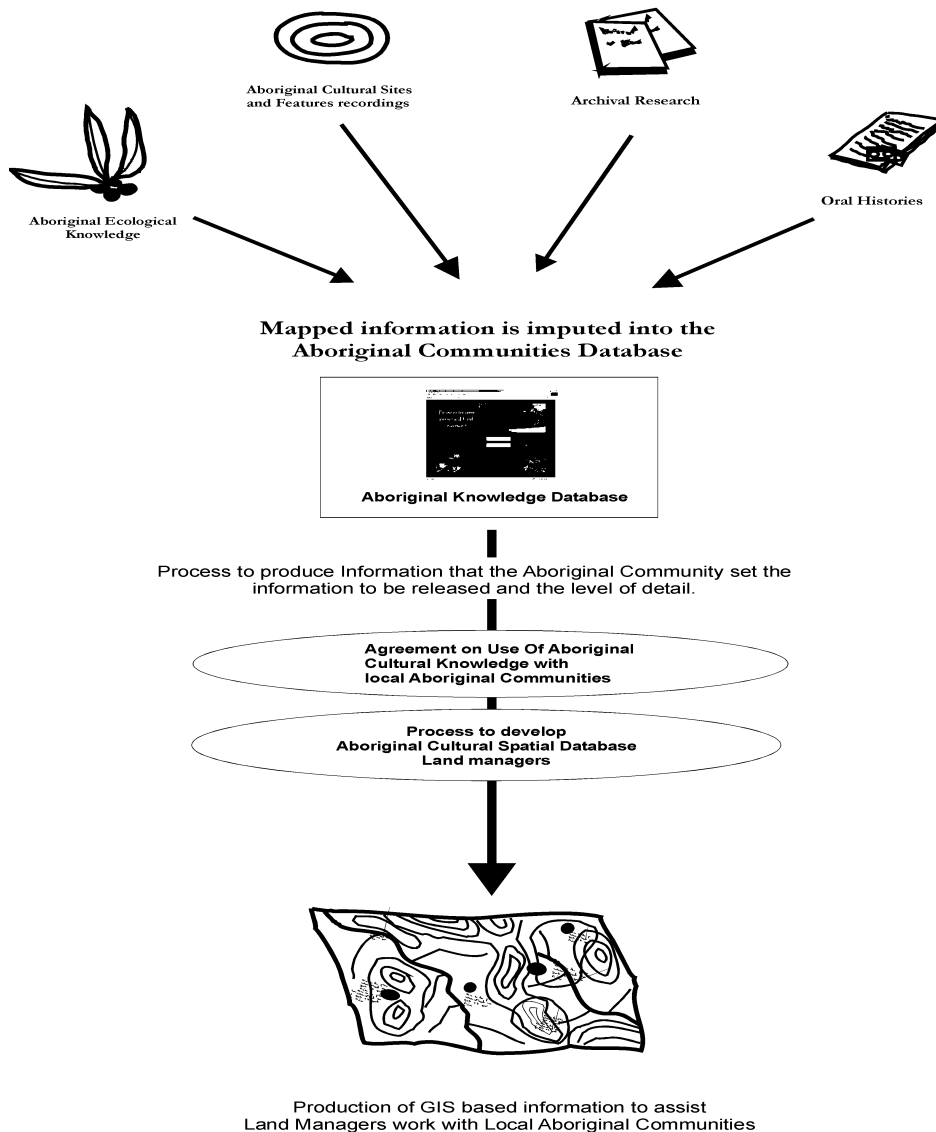 Aboriginal Cultural Sites
and Features recordings
Archival Research
Aboriginal Ecological
Knowledge
Oral Histories
Mapped information is imputed into the
Aboriginal Communities Database
Aboriginal Knowledge Database
Process to produce Information that the Aboriginal Community set the
information to be released and the level of detail.
Agreement on Use Of Aboriginal
Cultural Knowledge with
local Aboriginal Communities
Process to develop
Aboriginal Cultural Spatial Database
Land managers
Production of GIS based information to assist
Land Managers work with Local Aboriginal Communities